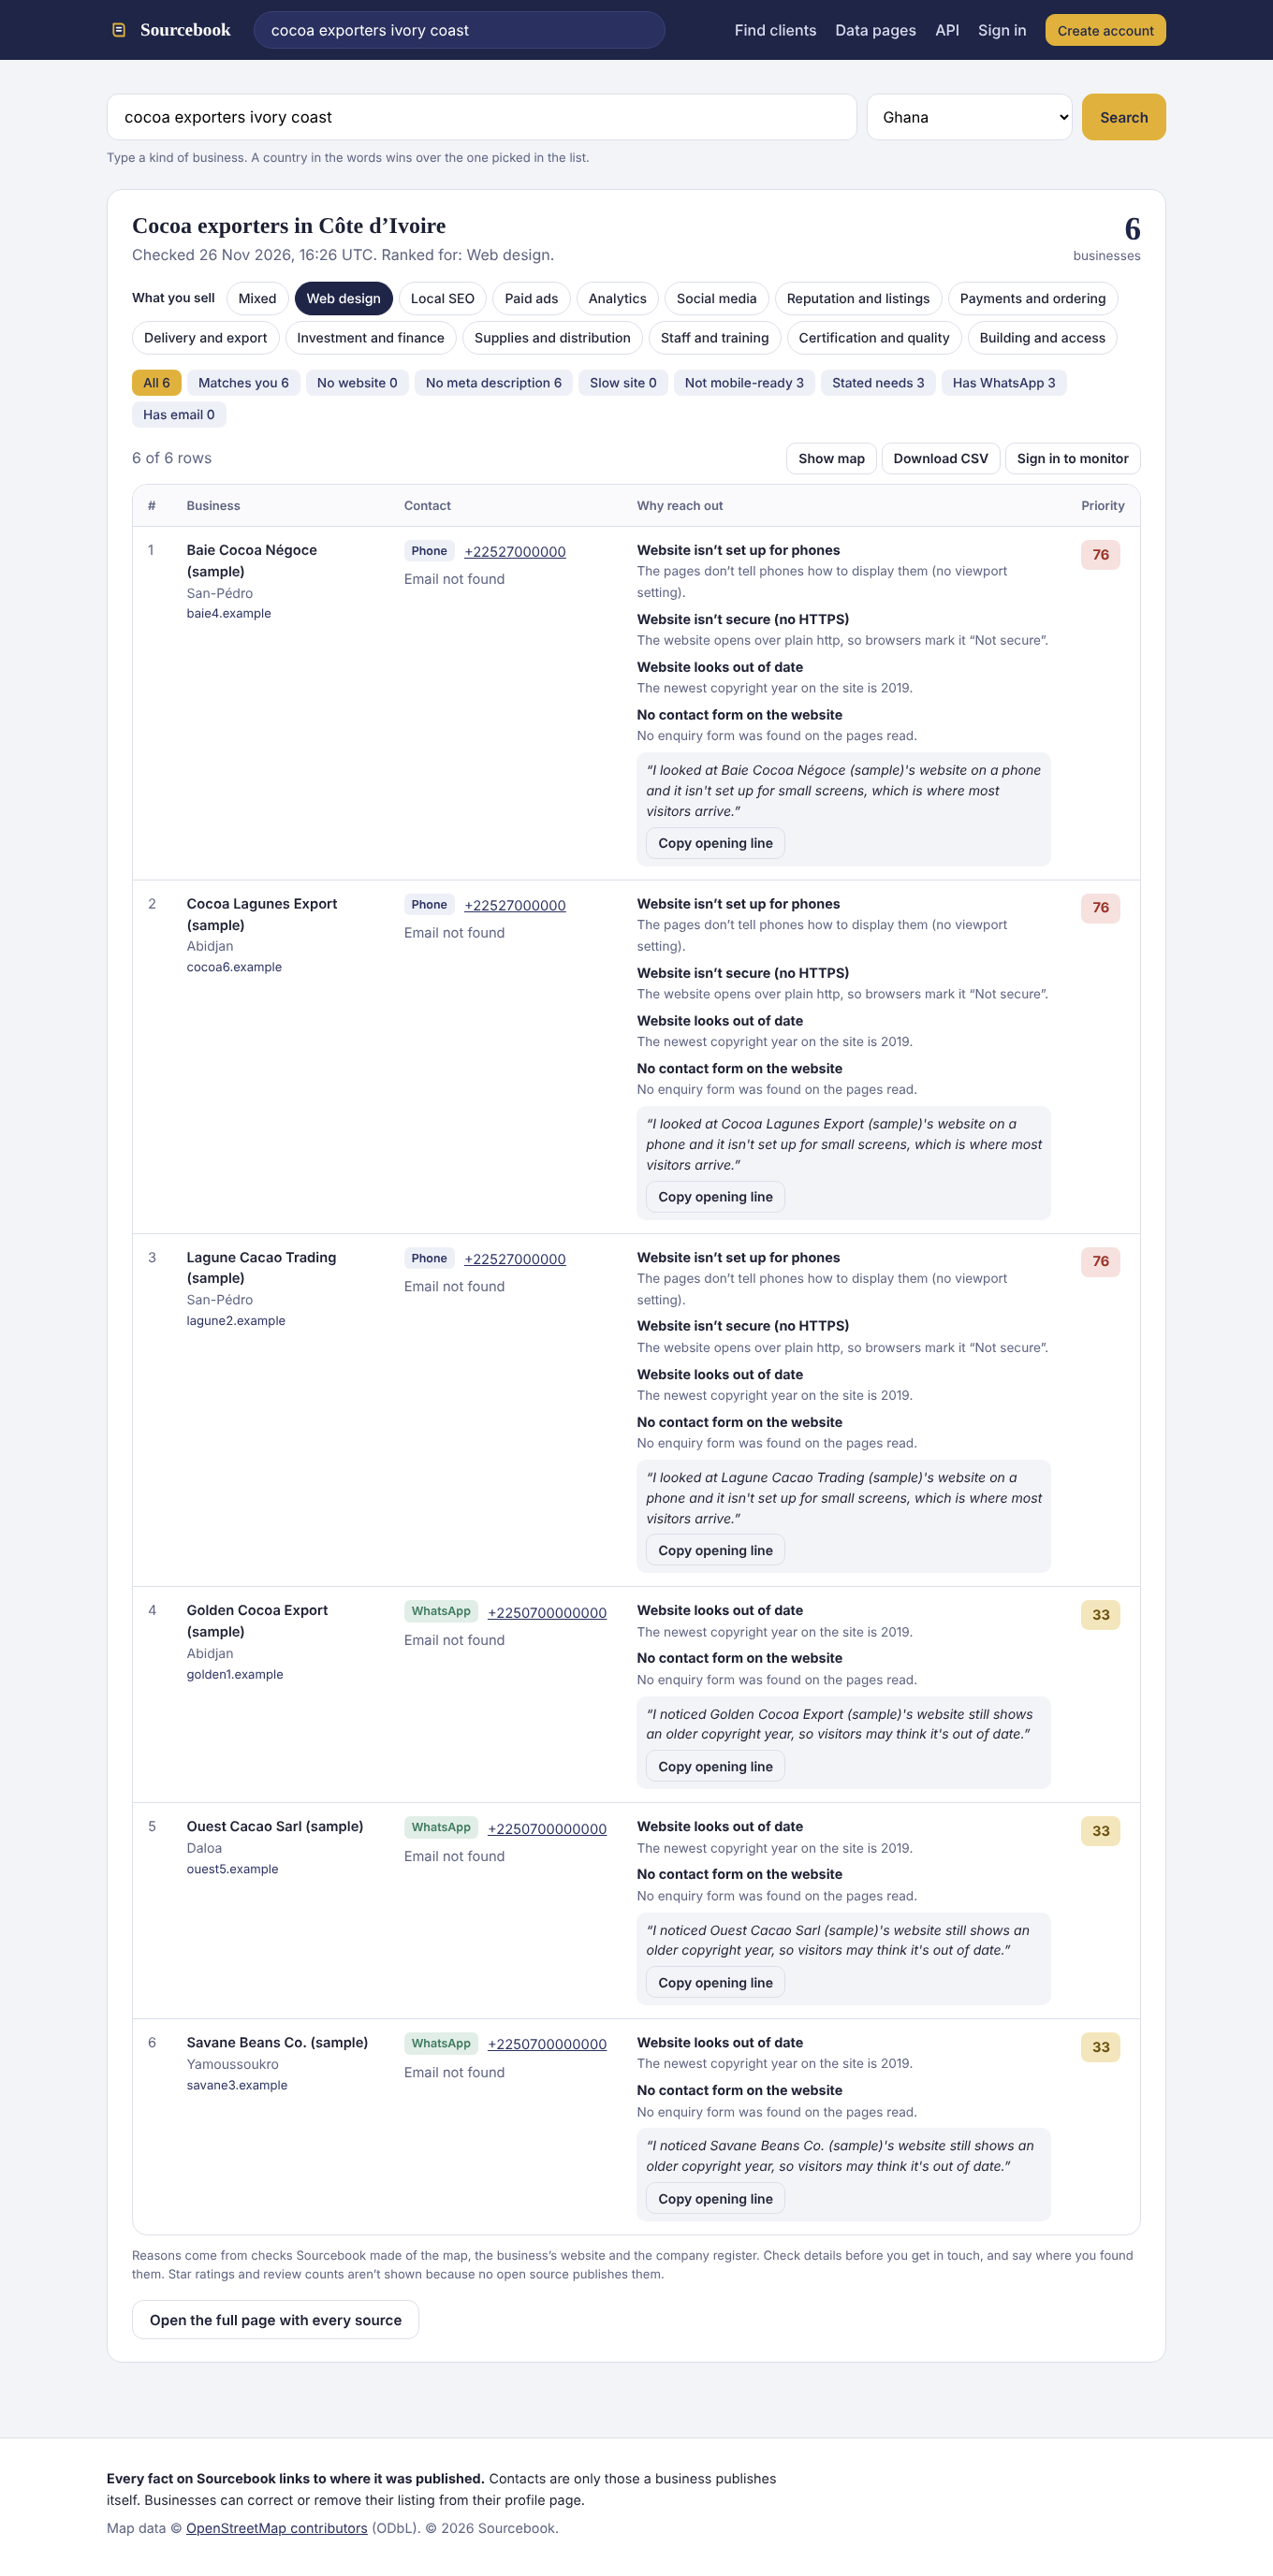 Sourcebook
cocoa exporters ivory coast
Find clients
Data pages
API
Sign in
Create account
cocoa exporters ivory coast
Ghana
Search
Type a kind of business. A country in the words wins over the one picked in the list.
Cocoa exporters in Côte d’Ivoire
6
Checked 26 Nov 2026, 16:26 UTC. Ranked for: Web design.
businesses
What you sell
Mixed
Web design
Local SEO
Paid ads
Analytics
Social media
Reputation and listings
Payments and ordering
Delivery and export
Investment and finance
Supplies and distribution
Staff and training
Certification and quality
Building and access
All 6
Matches you 6
No website 0
No meta description 6
Slow site 0
Not mobile-ready 3
Stated needs 3
Has WhatsApp 3
Has email 0
6 of 6 rows
Show map
Download CSV
Sign in to monitor
# Business Contact Why reach out Priority
1
Baie Cocoa Négoce
(sample)
San-Pédro
baie4.example
Phone +22527000000
Email not found
Website isn’t set up for phones
The pages don’t tell phones how to display them (no viewport
setting).
Website isn’t secure (no HTTPS)
The website opens over plain http, so browsers mark it “Not secure”.
Website looks out of date
The newest copyright year on the site is 2019.
No contact form on the website
No enquiry form was found on the pages read.
“I looked at Baie Cocoa Négoce (sample)'s website on a phone
and it isn't set up for small screens, which is where most
visitors arrive.”
Copy opening line
76
2
Cocoa Lagunes Export
(sample)
Abidjan
cocoa6.example
Phone +22527000000
Email not found
Website isn’t set up for phones
The pages don’t tell phones how to display them (no viewport
setting).
Website isn’t secure (no HTTPS)
The website opens over plain http, so browsers mark it “Not secure”.
Website looks out of date
The newest copyright year on the site is 2019.
No contact form on the website
No enquiry form was found on the pages read.
“I looked at Cocoa Lagunes Export (sample)'s website on a
phone and it isn't set up for small screens, which is where most
visitors arrive.”
Copy opening line
76
3
Lagune Cacao Trading
(sample)
San-Pédro
lagune2.example
Phone +22527000000
Email not found
Website isn’t set up for phones
The pages don’t tell phones how to display them (no viewport
setting).
Website isn’t secure (no HTTPS)
The website opens over plain http, so browsers mark it “Not secure”.
Website looks out of date
The newest copyright year on the site is 2019.
No contact form on the website
No enquiry form was found on the pages read.
“I looked at Lagune Cacao Trading (sample)'s website on a
phone and it isn't set up for small screens, which is where most
visitors arrive.”
Copy opening line
76
4
Golden Cocoa Export
(sample)
Abidjan
golden1.example
WhatsApp +2250700000000
Email not found
Website looks out of date
The newest copyright year on the site is 2019.
No contact form on the website
No enquiry form was found on the pages read.
“I noticed Golden Cocoa Export (sample)'s website still shows
an older copyright year, so visitors may think it's out of date.”
Copy opening line
33
5
Ouest Cacao Sarl (sample)
Daloa
ouest5.example
WhatsApp +2250700000000
Email not found
Website looks out of date
The newest copyright year on the site is 2019.
No contact form on the website
No enquiry form was found on the pages read.
“I noticed Ouest Cacao Sarl (sample)'s website still shows an
older copyright year, so visitors may think it's out of date.”
Copy opening line
33
6
Savane Beans Co. (sample)
Yamoussoukro
savane3.example
WhatsApp +2250700000000
Email not found
Website looks out of date
The newest copyright year on the site is 2019.
No contact form on the website
No enquiry form was found on the pages read.
“I noticed Savane Beans Co. (sample)'s website still shows an
older copyright year, so visitors may think it's out of date.”
Copy opening line
33
Reasons come from checks Sourcebook made of the map, the business’s website and the company register. Check details before you get in touch, and say where you found
them. Star ratings and review counts aren’t shown because no open source publishes them.
Open the full page with every source
Every fact on Sourcebook links to where it was published. Contacts are only those a business publishes
itself. Businesses can correct or remove their listing from their profile page.
Map data © OpenStreetMap contributors (ODbL). © 2026 Sourcebook.